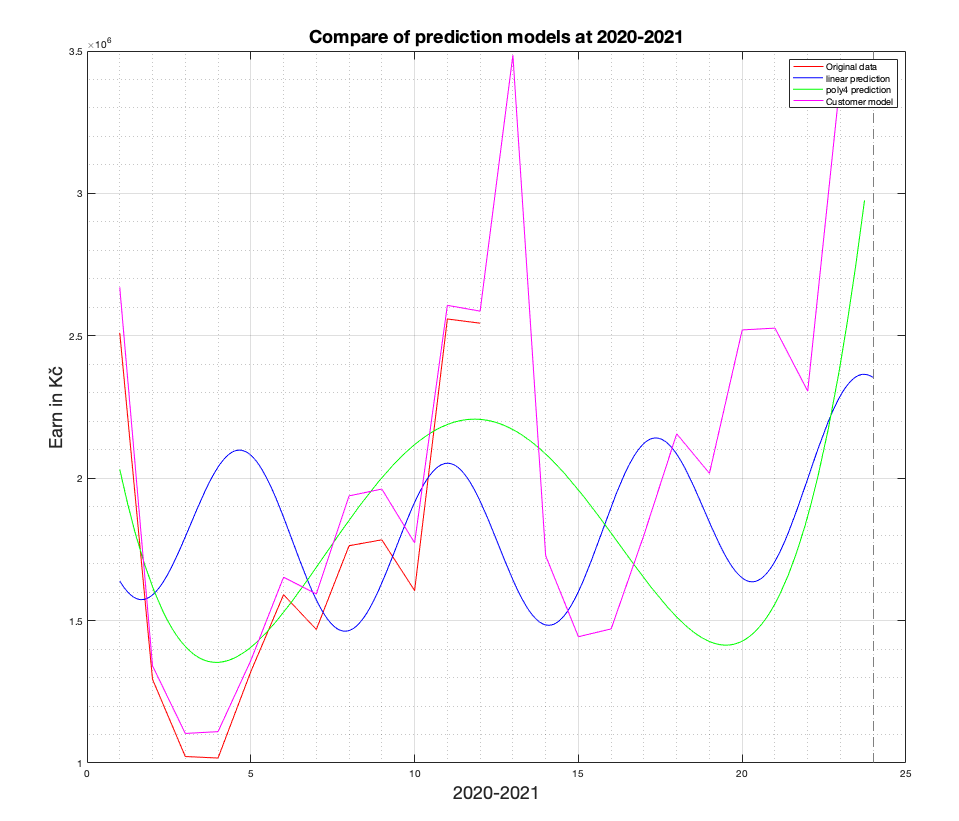 Compare of prediction models at 2020-2021
×10⁶
3.5
3
2.5
2
1.5
1
Earn in Kč
Original data
linear prediction
poly4 prediction
Customer model
0 5 10 15 20 25
2020-2021